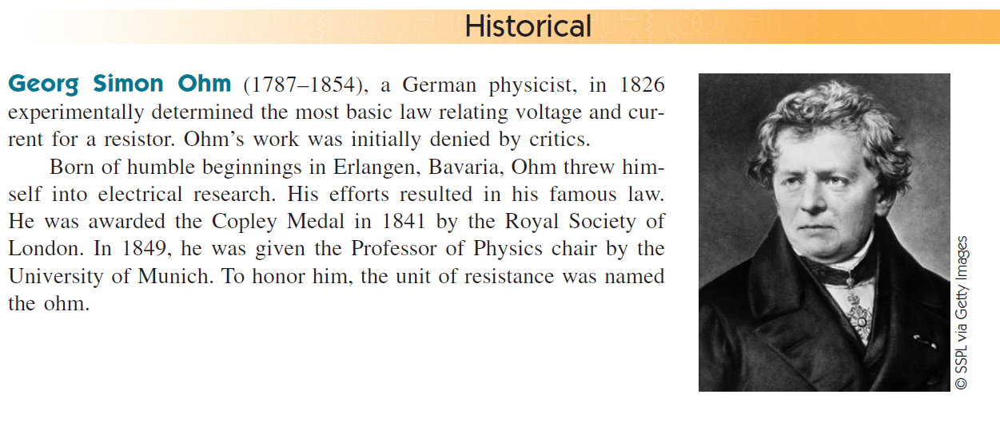 Historical
Georg Simon Ohm (1787–1854), a German physicist, in 1826
experimentally determined the most basic law relating voltage and cur-
rent for a resistor. Ohm’s work was initially denied by critics.
Born of humble beginnings in Erlangen, Bavaria, Ohm threw him-
self into electrical research. His efforts resulted in his famous law.
He was awarded the Copley Medal in 1841 by the Royal Society of
London. In 1849, he was given the Professor of Physics chair by the
University of Munich. To honor him, the unit of resistance was named
the ohm.
© SSPL via Getty Images